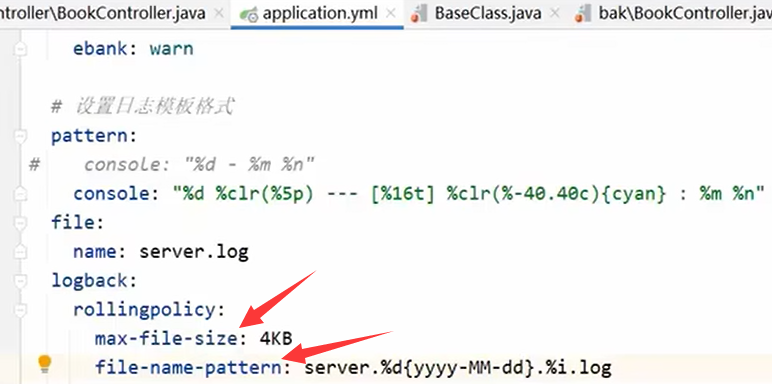 ntroller\BookController.java application.yml BaseClass.java bak\BookController.jav
ebank: warn
# 设置日志模板格式
pattern:
# console: "%d - %m %n"
console: "%d %clr(%5p) --- [%16t] %clr(%-40.40c){cyan} : %m %n"
file:
name: server.log
logback:
rollingpolicy:
max-file-size: 4KB
file-name-pattern: server.%d{yyyy-MM-dd}.%i.log